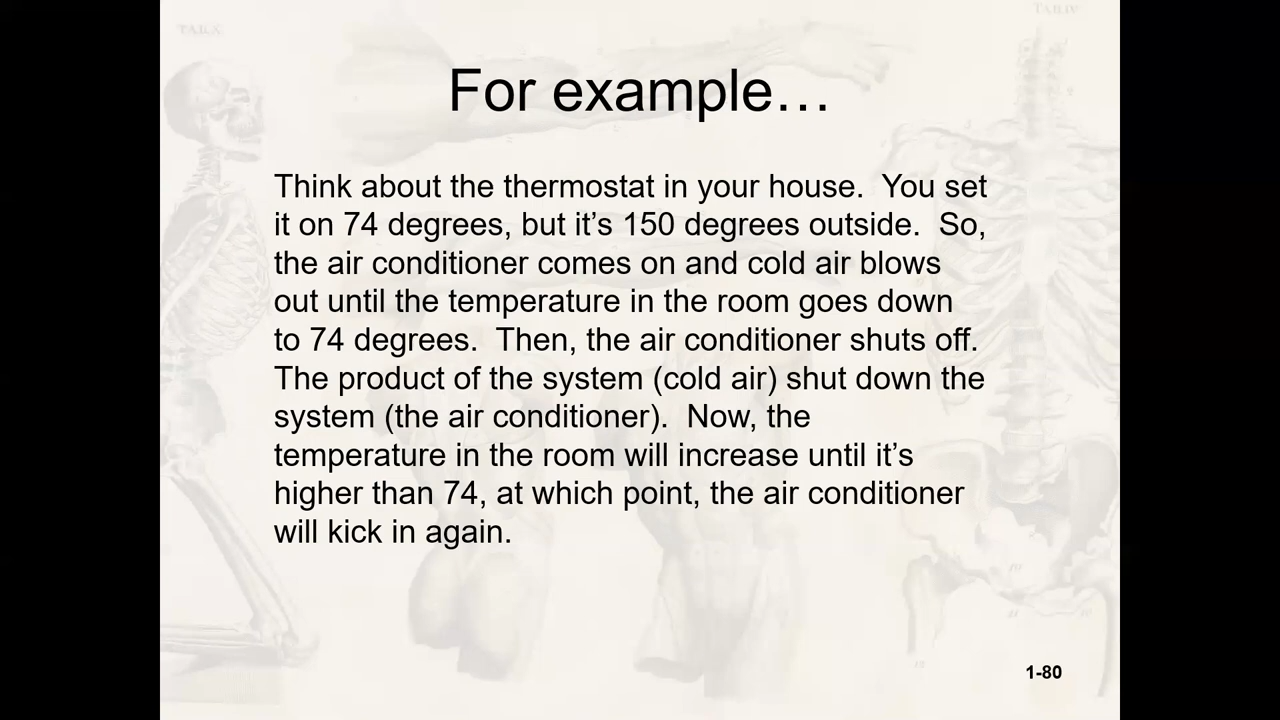 TAB.X
TAB.IV
For example…
Think about the thermostat in your house.  You set
it on 74 degrees, but it’s 150 degrees outside.  So,
the air conditioner comes on and cold air blows
out until the temperature in the room goes down
to 74 degrees.  Then, the air conditioner shuts off.
The product of the system (cold air) shut down the
system (the air conditioner).  Now, the
temperature in the room will increase until it’s
higher than 74, at which point, the air conditioner
will kick in again.
1-80